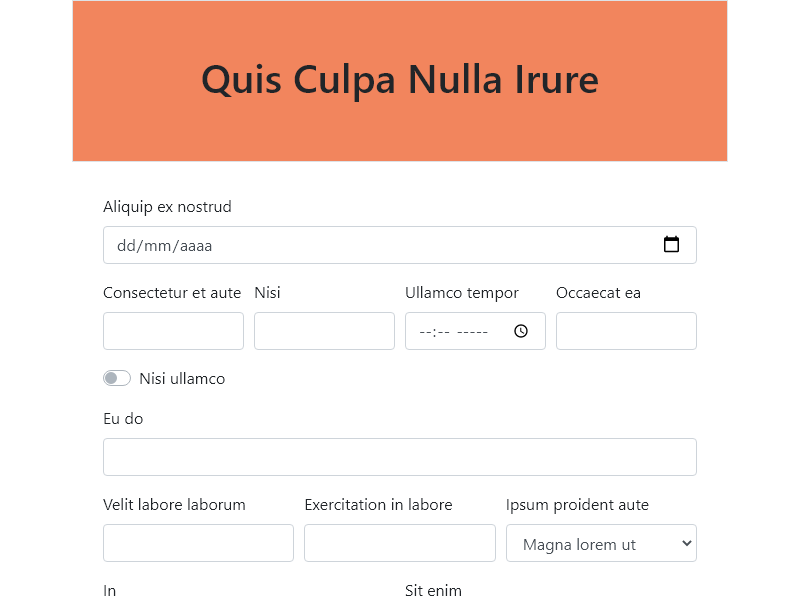 Quis Culpa Nulla Irure
Aliquip ex nostrud
dd/mm/aaaa
Consectetur et aute Nisi Ullamco tempor Occaecat ea
--:-- -----
Nisi ullamco
Eu do
Velit labore laborum Exercitation in labore Ipsum proident aute
Magna lorem ut
In Sit enim